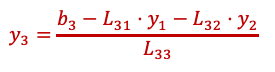 y₃ = (b₃ − L₃₁ · y₁ − L₃₂ · y₂) / L₃₃